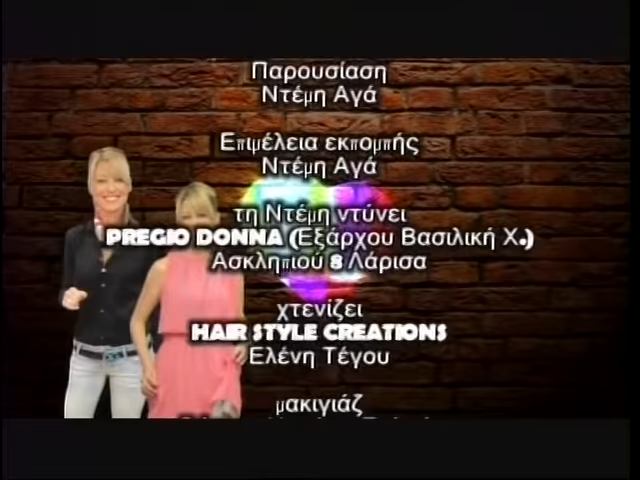 Παρουσίαση
Ντέμη Αγά
Επιμέλεια εκπομπής
Ντέμη Αγά
τη Ντέμη ντύνει
PREGIO DONNA (Εξάρχου Βασιλική Χ.)
Ασκληπιού 8 Λάρισα
χτενίζει
HAIR STYLE CREATIONS
Ελένη Τέγου
μακιγιάζ